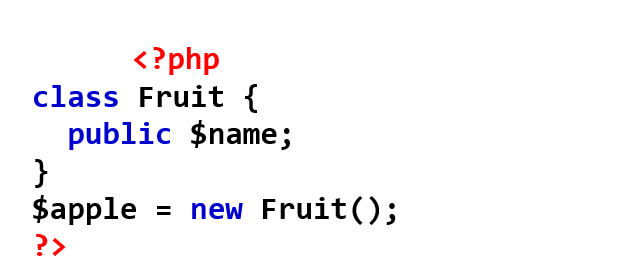 <?php
class Fruit {
  public $name;
}
$apple = new Fruit();
?>